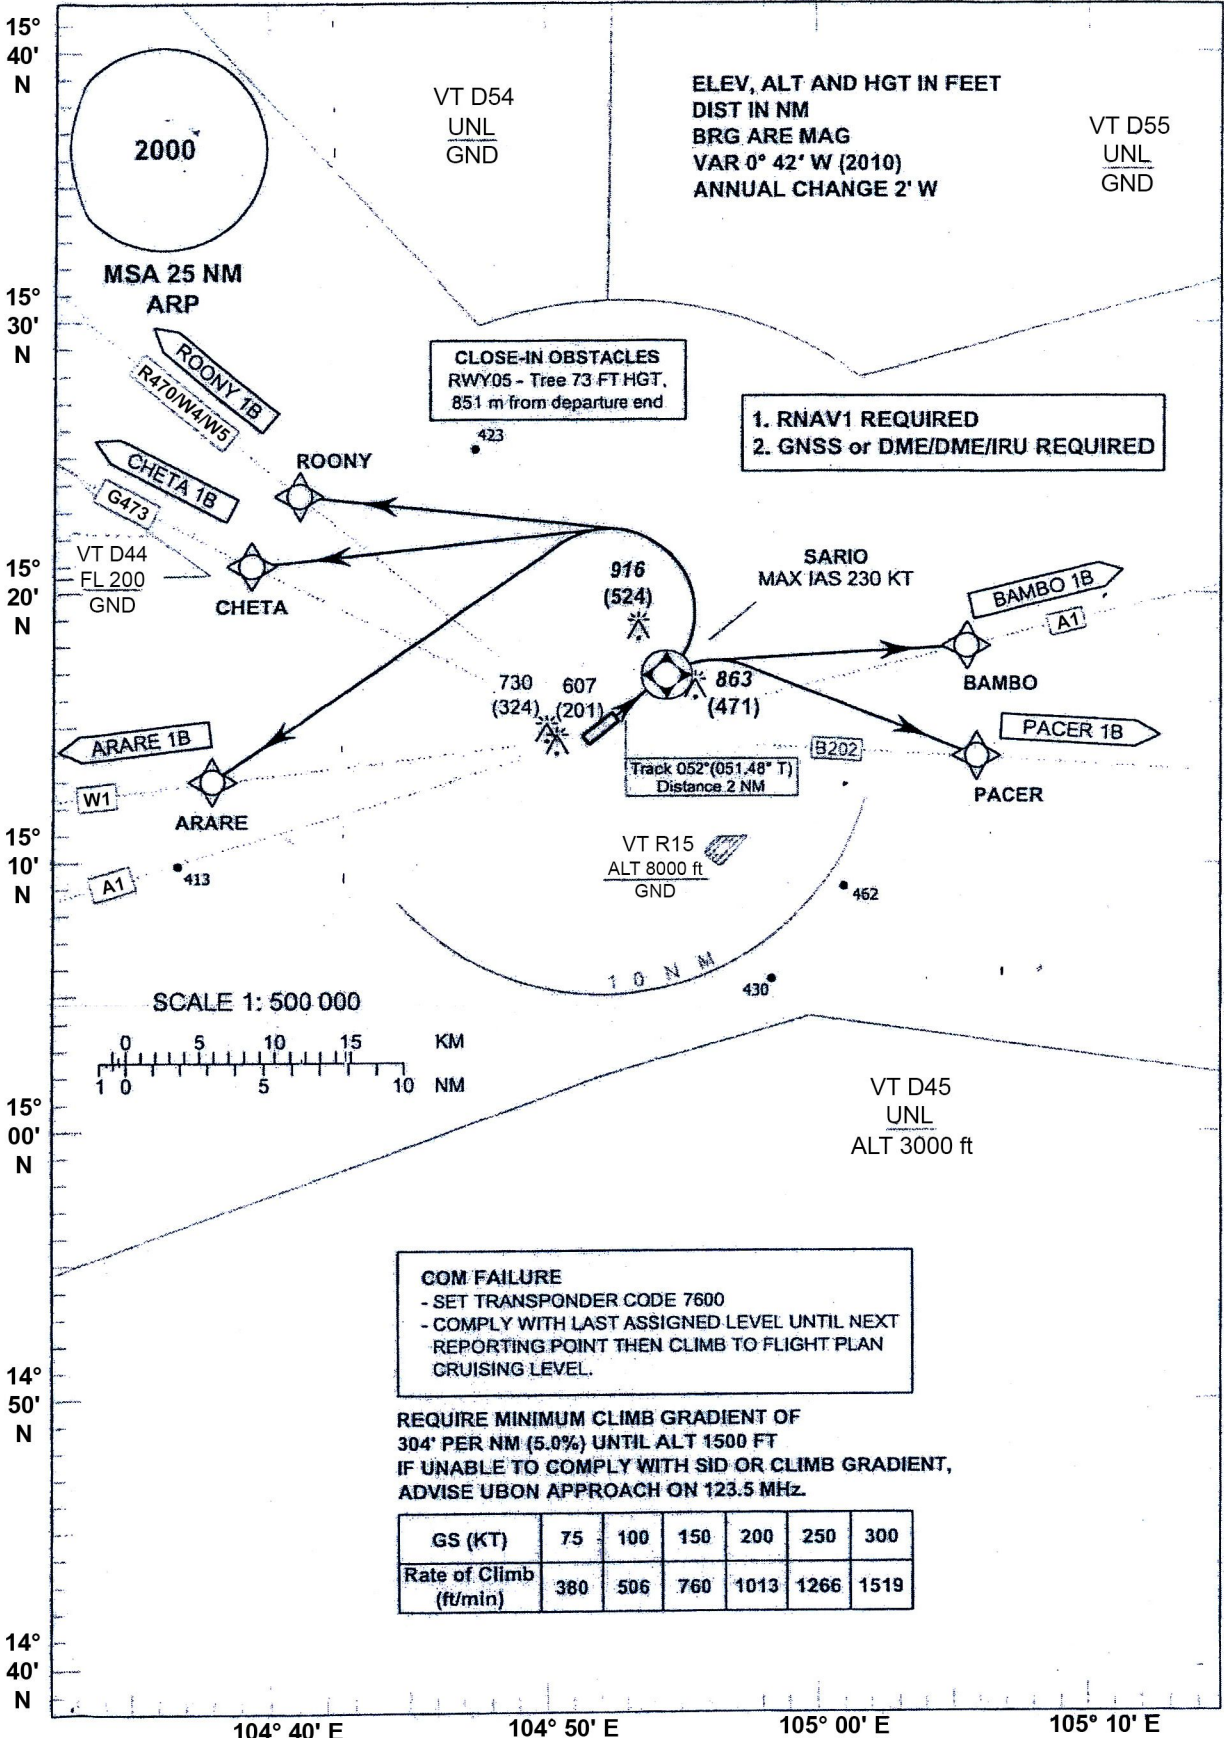 15°
40'
N
2000
MSA 25 NM
ARP
VT D54
UNL
GND
ELEV, ALT AND HGT IN FEET
DIST IN NM
BRG ARE MAG
VAR 0° 42' W (2010)
ANNUAL CHANGE 2' W
VT D55
UNL
GND
15°
30'
N
ROONY 1B
R470/W4/W5
CLOSE-IN OBSTACLES
RWY05 - Tree 73 FT HGT,
851 m from departure end
423
1. RNAV1 REQUIRED
2. GNSS or DME/DME/IRU REQUIRED
CHETA 1B
G473
ROONY
VT D44
FL 200
GND
CHETA
15°
20'
N
916
(524)
SARIO
MAX IAS 230 KT
BAMBO 1B
A1
BAMBO
730
(324)
607
(201)
863
(471)
ARARE 1B
W1
ARARE
Track 052°(051.48° T)
Distance 2 NM
B202
PACER 1B
PACER
15°
10'
N
A1
413
VT R15
ALT 8000 ft
GND
462
10 NM
430
SCALE 1: 500 000
0 5 10 15 KM
1 0 5 10 NM
15°
00'
N
VT D45
UNL
ALT 3000 ft
COM FAILURE
- SET TRANSPONDER CODE 7600
- COMPLY WITH LAST ASSIGNED LEVEL UNTIL NEXT
REPORTING POINT THEN CLIMB TO FLIGHT PLAN
CRUISING LEVEL.
14°
50'
N
REQUIRE MINIMUM CLIMB GRADIENT OF
304' PER NM (5.0%) UNTIL ALT 1500 FT
IF UNABLE TO COMPLY WITH SID OR CLIMB GRADIENT,
ADVISE UBON APPROACH ON 123.5 MHz.
GS (KT) 75 100 150 200 250 300
Rate of Climb
(ft/min) 380 506 760 1013 1266 1519
14°
40'
N
104° 40' E 104° 50' E 105° 00' E 105° 10' E